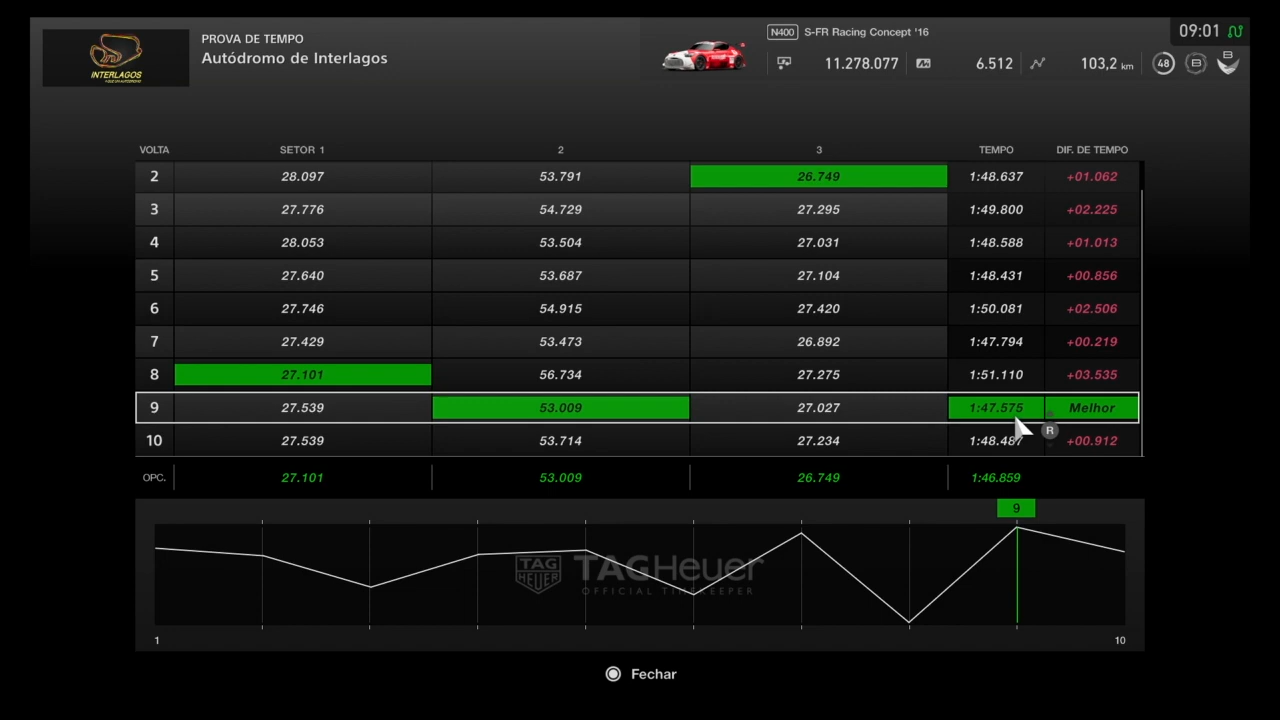 PROVA DE TEMPO
Autódromo de Interlagos
INTERLAGOS
N400 S-FR Racing Concept '16
11.278.077 6.512 103,2 km 48 B B
09:01
VOLTA SETOR 1 2 3 TEMPO DIF. DE TEMPO
2 28.097 53.791 26.749 1:48.637 +01.062
3 27.776 54.729 27.295 1:49.800 +02.225
4 28.053 53.504 27.031 1:48.588 +01.013
5 27.640 53.687 27.104 1:48.431 +00.856
6 27.746 54.915 27.420 1:50.081 +02.506
7 27.429 53.473 26.892 1:47.794 +00.219
8 27.101 56.734 27.275 1:51.110 +03.535
9 27.539 53.009 27.027 1:47.575 Melhor
R
10 27.539 53.714 27.234 1:48.487 +00.912
OPC. 27.101 53.009 26.749 1:46.859
9
TAG HEUER TAGHeuer
OFFICIAL TIMEKEEPER
1 10
Fechar